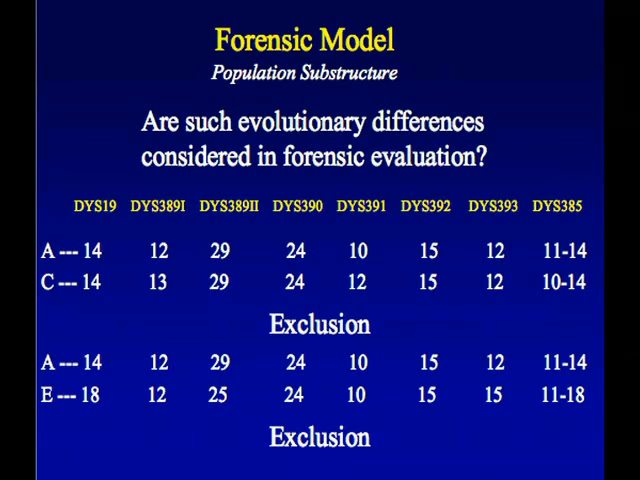 Forensic Model
Population Substructure
Are such evolutionary differences
considered in forensic evaluation?
DYS19 DYS389I DYS389II DYS390 DYS391 DYS392 DYS393 DYS385
A --- 14 12 29 24 10 15 12 11-14
C --- 14 13 29 24 12 15 12 10-14
Exclusion
A --- 14 12 29 24 10 15 12 11-14
E --- 18 12 25 24 10 15 15 11-18
Exclusion